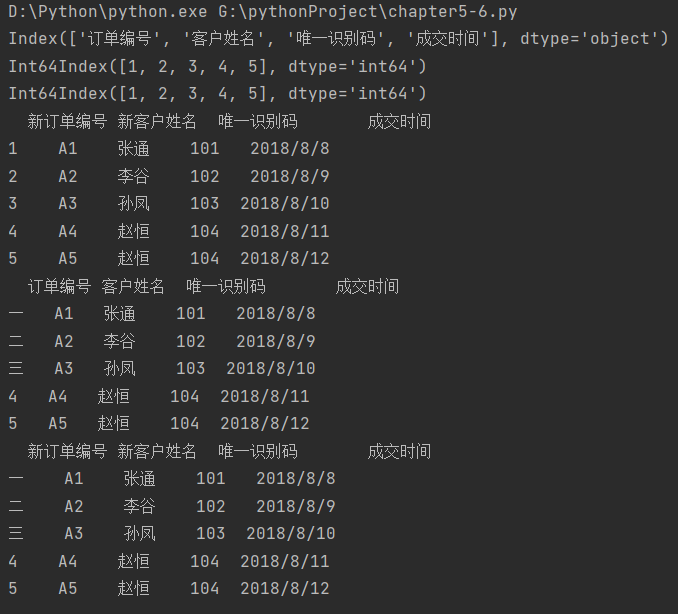 D:\Python\python.exe G:\pythonProject\chapter5-6.py
Index(['订单编号', '客户姓名', '唯一识别码', '成交时间'], dtype='object')
Int64Index([1, 2, 3, 4, 5], dtype='int64')
Int64Index([1, 2, 3, 4, 5], dtype='int64')
新订单编号 新客户姓名 唯一识别码 成交时间
1 A1 张通 101 2018/8/8
2 A2 李谷 102 2018/8/9
3 A3 孙凤 103 2018/8/10
4 A4 赵恒 104 2018/8/11
5 A5 赵恒 104 2018/8/12
订单编号 客户姓名 唯一识别码 成交时间
一 A1 张通 101 2018/8/8
二 A2 李谷 102 2018/8/9
三 A3 孙凤 103 2018/8/10
4 A4 赵恒 104 2018/8/11
5 A5 赵恒 104 2018/8/12
新订单编号 新客户姓名 唯一识别码 成交时间
一 A1 张通 101 2018/8/8
二 A2 李谷 102 2018/8/9
三 A3 孙凤 103 2018/8/10
4 A4 赵恒 104 2018/8/11
5 A5 赵恒 104 2018/8/12